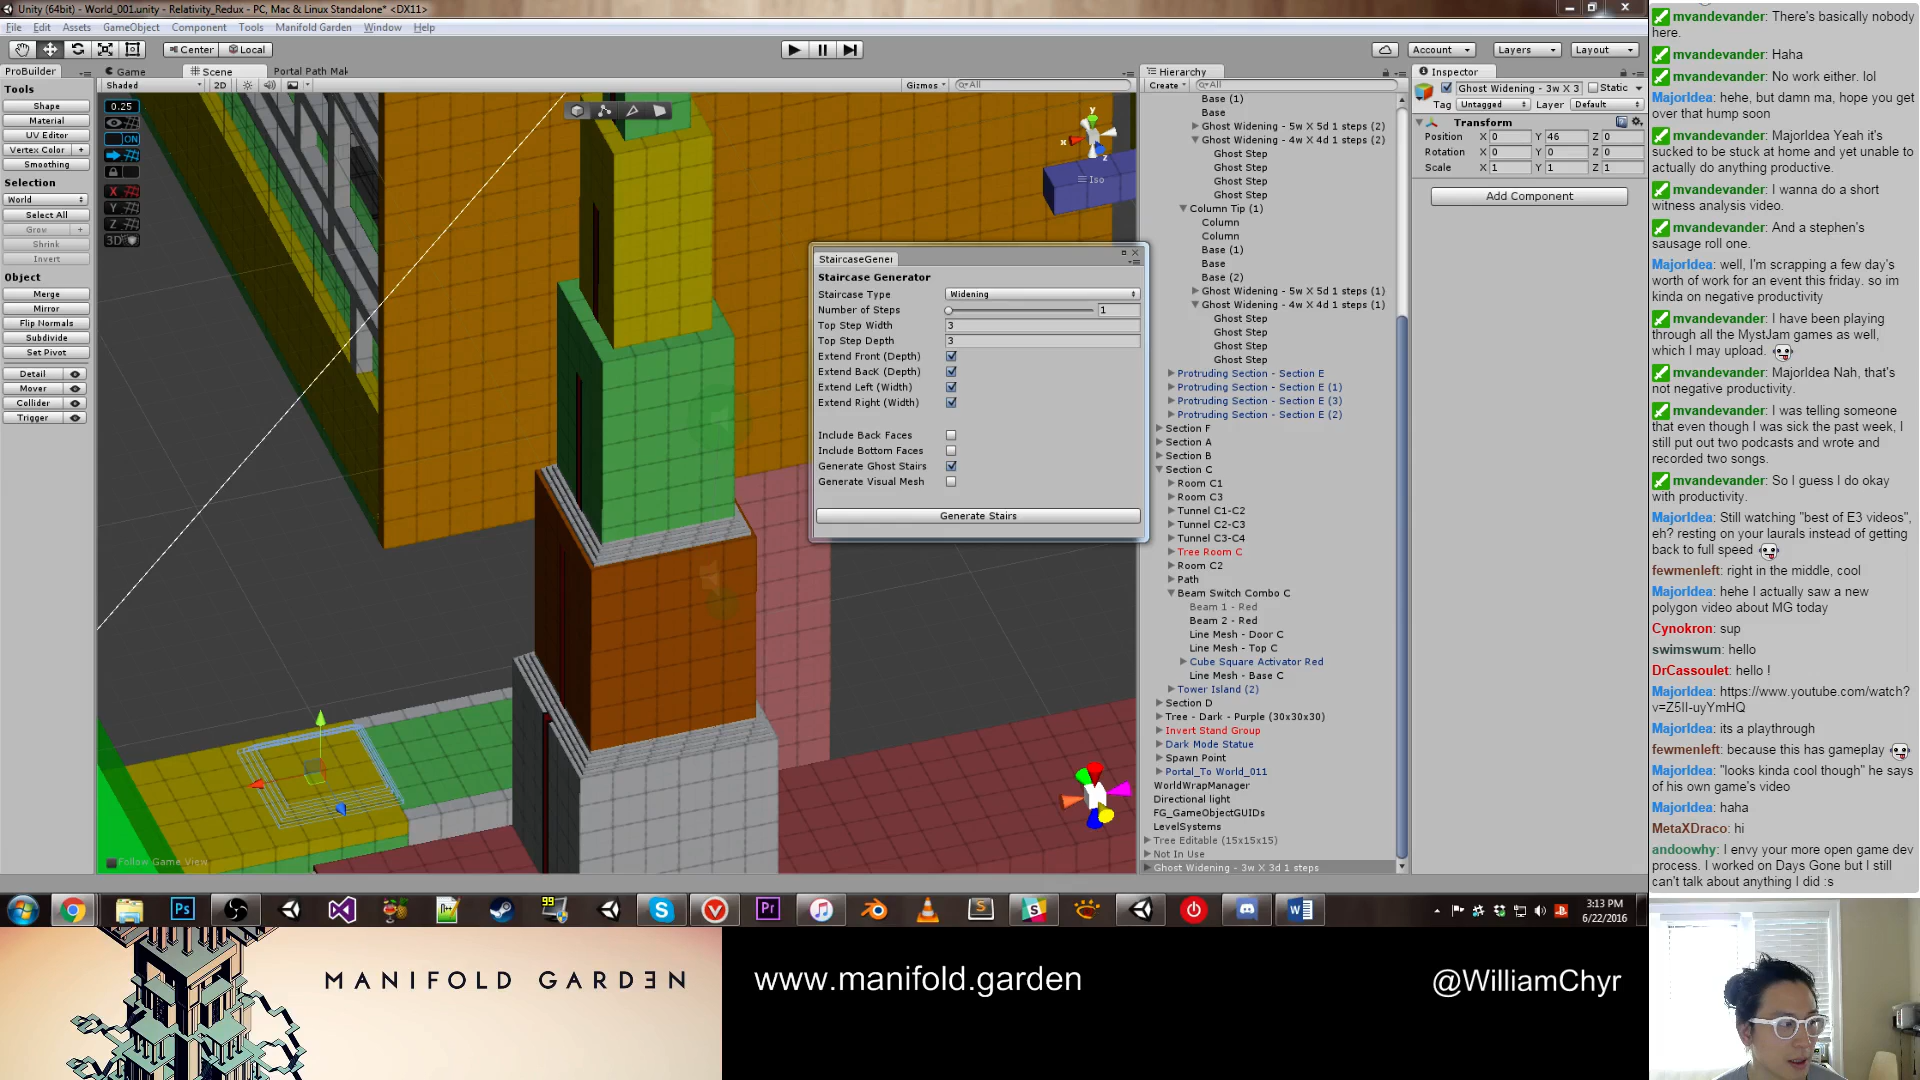 Unity (64bit) - World_001.unity - Relativity_Redux - PC, Mac & Linux Standalone* <DX11>
File Edit Assets GameObject Component Tools Manifold Garden Window Help
Center Local Account Layers Layout
ProBuilder
Game Scene Portal Path Mak
Shaded 2D Gizmos All
Tools
Shape
Material
UV Editor
Vertex Color +
Smoothing
Selection
World
Select All
Grow +
Shrink
Invert
Object
Merge
Mirror
Flip Normals
Subdivide
Set Pivot
Detail
Mover
Collider
Trigger
0.25
ON
X
Y
Z
3D
y
x
z
Iso
Follow Game View
StaircaseGener
Staircase Generator
Staircase Type Widening
Number of Steps 1
Top Step Width 3
Top Step Depth 3
Extend Front (Depth)
Extend Back (Depth)
Extend Left (Width)
Extend Right (Width)
Include Back Faces
Include Bottom Faces
Generate Ghost Stairs
Generate Visual Mesh
Generate Stairs
Hierarchy
Create All
Base (1)
Base
Ghost Widening - 5w X 5d 1 steps (2)
Ghost Widening - 4w X 4d 1 steps (2)
Ghost Step
Ghost Step
Ghost Step
Ghost Step
Column Tip (1)
Column
Column
Base (1)
Base
Base (2)
Ghost Widening - 5w X 5d 1 steps (1)
Ghost Widening - 4w X 4d 1 steps (1)
Ghost Step
Ghost Step
Ghost Step
Ghost Step
Protruding Section - Section E
Protruding Section - Section E (1)
Protruding Section - Section E (3)
Protruding Section - Section E (2)
Section F
Section A
Section B
Section C
Room C1
Room C3
Tunnel C1-C2
Tunnel C2-C3
Tunnel C3-C4
Tree Room C
Room C2
Path
Beam Switch Combo C
Beam 1 - Red
Beam 2 - Red
Line Mesh - Door C
Line Mesh - Top C
Cube Square Activator Red
Line Mesh - Base C
Tower Island (2)
Section D
Tree - Dark - Purple (30x30x30)
Invert Stand Group
Dark Mode Statue
Spawn Point
Portal_To World_011
WorldWrapManager
Directional light
FG_GameObjectGUIDs
LevelSystems
Tree Editable (15x15x15)
Not In Use
Ghost Widening - 3w X 3d 1 steps
Inspector
Ghost Widening - 3w X 3 Static
Tag Untagged Layer Default
Transform
Position X 0 Y 46 Z 0
Rotation X 0 Y 0 Z 0
Scale X 1 Y 1 Z 1
Add Component
mvandevander: There's basically nobody
here.
mvandevander: Haha
mvandevander: No work either. lol
MajorIdea: hehe, but damn ma, hope you get
over that hump soon
mvandevander: MajorIdea Yeah it's
sucked to be stuck at home and yet unable to
actually do anything productive.
mvandevander: I wanna do a short
witness analysis video.
mvandevander: And a stephen's
sausage roll one.
MajorIdea: well, I'm scrapping a few day's
worth of work for an event this friday. so im
kinda on negative productivity
mvandevander: I have been playing
through all the MystJam games as well,
which I may upload.
mvandevander: MajorIdea Nah, that's
not negative productivity.
mvandevander: I was telling someone
that even though I was sick the past week, I
still put out two podcasts and wrote and
recorded two songs.
mvandevander: So I guess I do okay
with productivity.
MajorIdea: Still watching "best of E3 videos",
eh? resting on your laurals instead of getting
back to full speed
fewmenleft: right in the middle, cool
MajorIdea: hehe I actually saw a new
polygon video about MG today
Cynokron: sup
swimswum: hello
DrCassoulet: hello !
MajorIdea: https://www.youtube.com/watch?
v=Z5II-uyYmHQ
MajorIdea: its a playthrough
fewmenleft: because this has gameplay
MajorIdea: "looks kinda cool though" he says
of his own game's video
MajorIdea: haha
MetaXDraco: hi
andoowhy: I envy your more open game dev
process. I worked on Days Gone but I still
can't talk about anything I did :s
Ps
99
Pr
3:13 PM
6/22/2016
MANIFOLD GARDEN
www.manifold.garden
@WilliamChyr